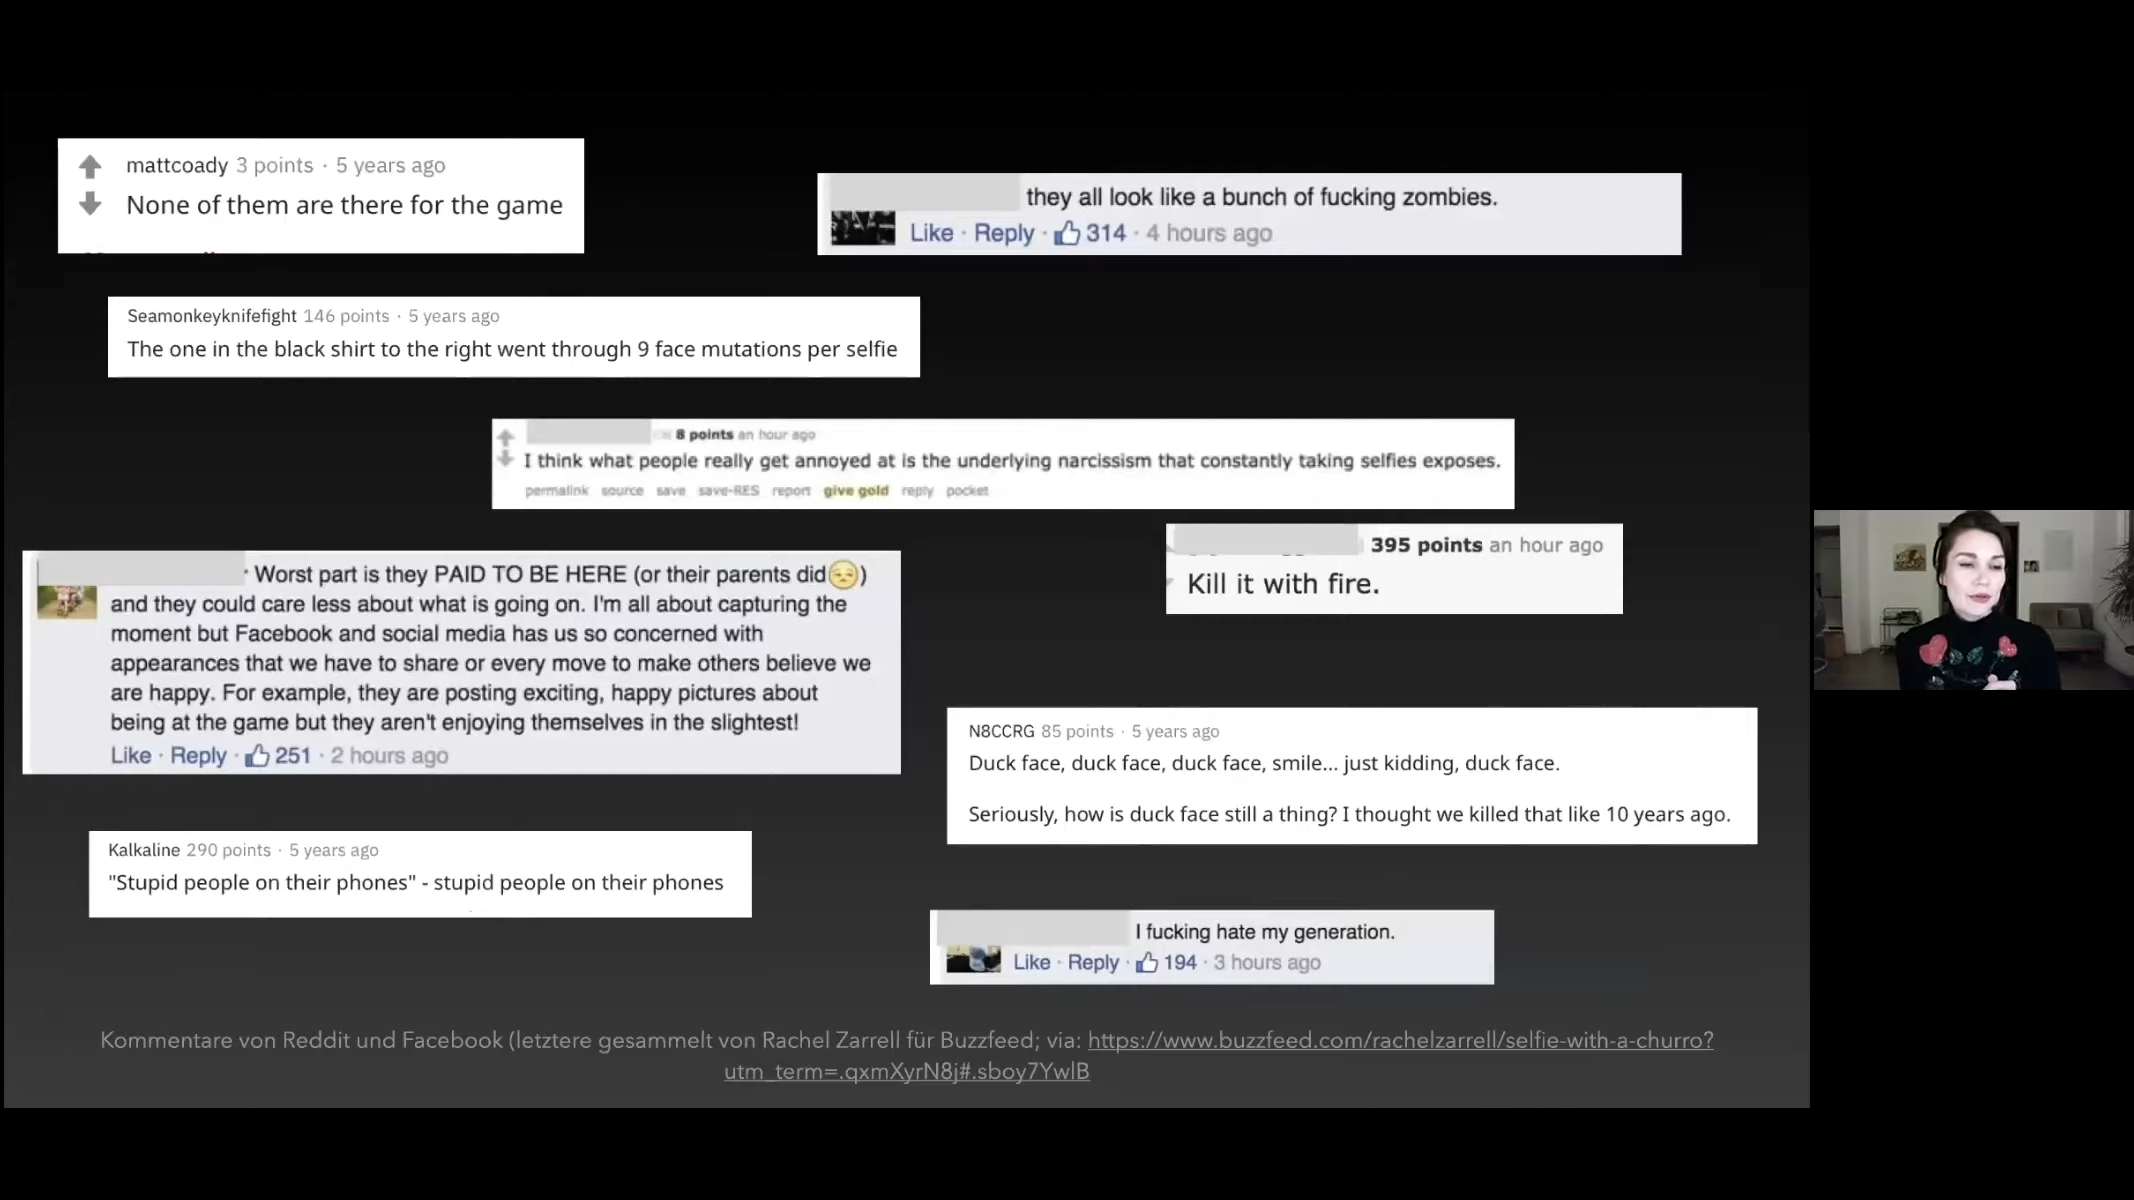 mattcoady 3 points · 5 years ago
None of them are there for the game
they all look like a bunch of fucking zombies.
Like · Reply · 314 · 4 hours ago
Seamonkeyknifefight 146 points · 5 years ago
The one in the black shirt to the right went through 9 face mutations per selfie
8 points an hour ago
I think what people really get annoyed at is the underlying narcissism that constantly taking selfies exposes.
permalink source save save-RES report give gold reply pocket
395 points an hour ago
Kill it with fire.
Worst part is they PAID TO BE HERE (or their parents did😒)
and they could care less about what is going on. I'm all about capturing the
moment but Facebook and social media has us so concerned with
appearances that we have to share or every move to make others believe we
are happy. For example, they are posting exciting, happy pictures about
being at the game but they aren't enjoying themselves in the slightest!
Like · Reply · 251 · 2 hours ago
N8CCRG 85 points · 5 years ago
Duck face, duck face, duck face, smile... just kidding, duck face.
Seriously, how is duck face still a thing? I thought we killed that like 10 years ago.
Kalkaline 290 points · 5 years ago
"Stupid people on their phones" - stupid people on their phones
I fucking hate my generation.
Like · Reply · 194 · 3 hours ago
Kommentare von Reddit und Facebook (letztere gesammelt von Rachel Zarrell für Buzzfeed; via: https://www.buzzfeed.com/rachelzarrell/selfie-with-a-churro?
utm_term=.qxmXyrN8j#.sboy7YwlB